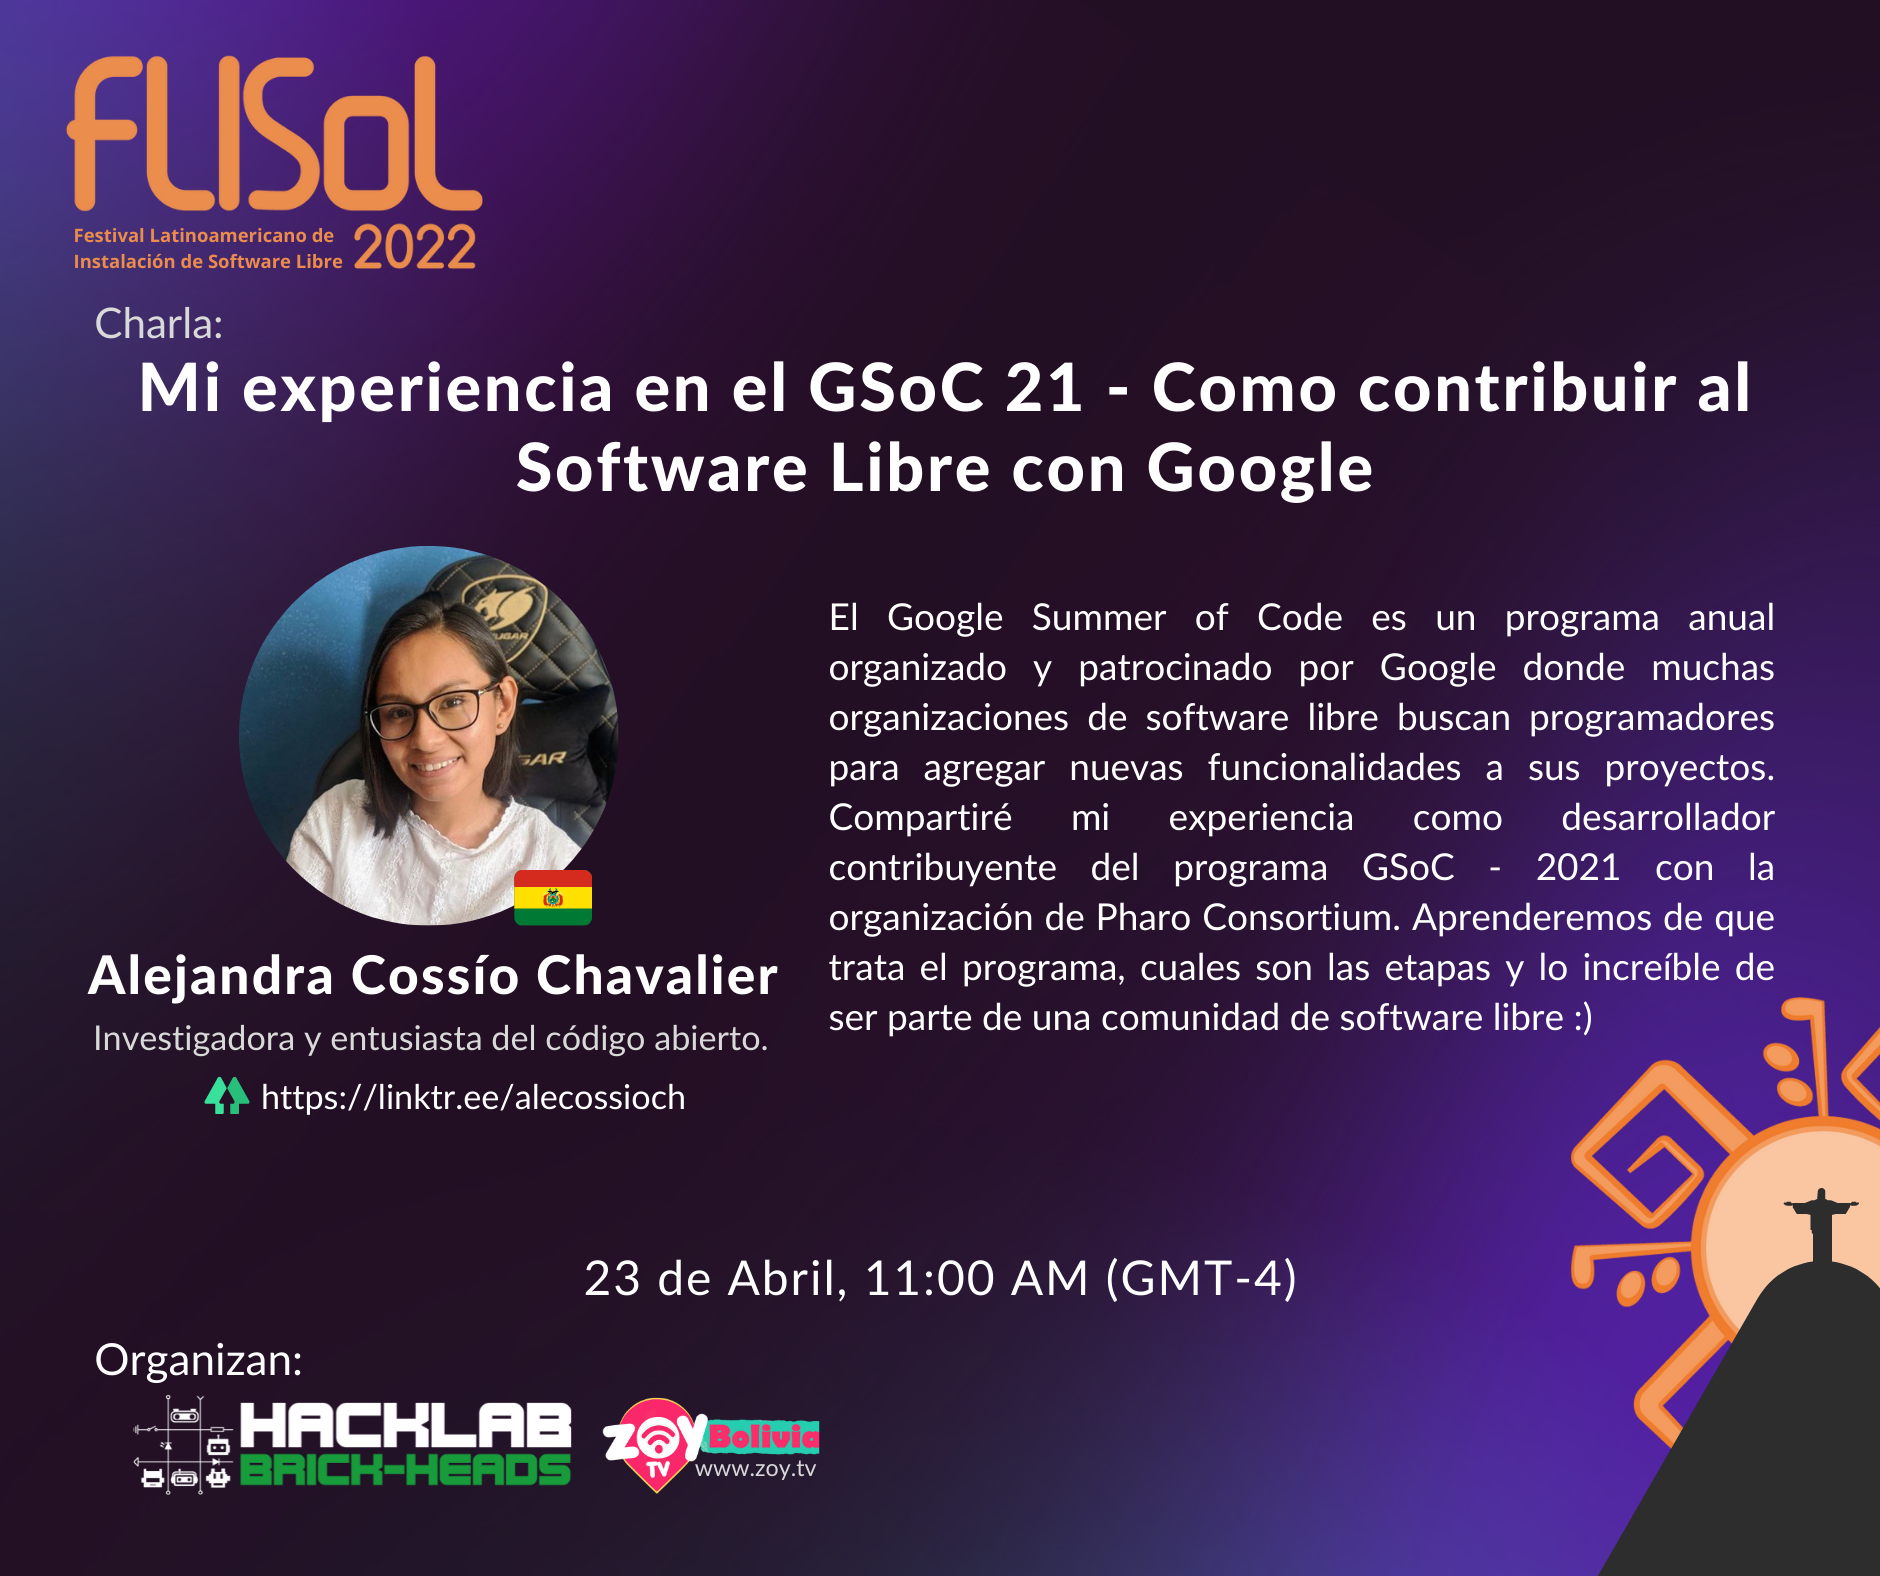 FLISoL
Festival Latinoamericano de
Instalación de Software Libre 2022
Charla:
Mi experiencia en el GSoC 21 - Como contribuir al
Software Libre con Google
El Google Summer of Code es un programa anual
organizado y patrocinado por Google donde muchas
organizaciones de software libre buscan programadores
para agregar nuevas funcionalidades a sus proyectos.
Compartiré mi experiencia como desarrollador
contribuyente del programa GSoC - 2021 con la
organización de Pharo Consortium. Aprenderemos de que
trata el programa, cuales son las etapas y lo increíble de
ser parte de una comunidad de software libre :)
Alejandra Cossío Chavalier
Investigadora y entusiasta del código abierto.
https://linktr.ee/alecossioch
23 de Abril, 11:00 AM (GMT-4)
Organizan:
HACKLAB
BRICK-HEADS
ZOY Bolivia
TV www.zoy.tv